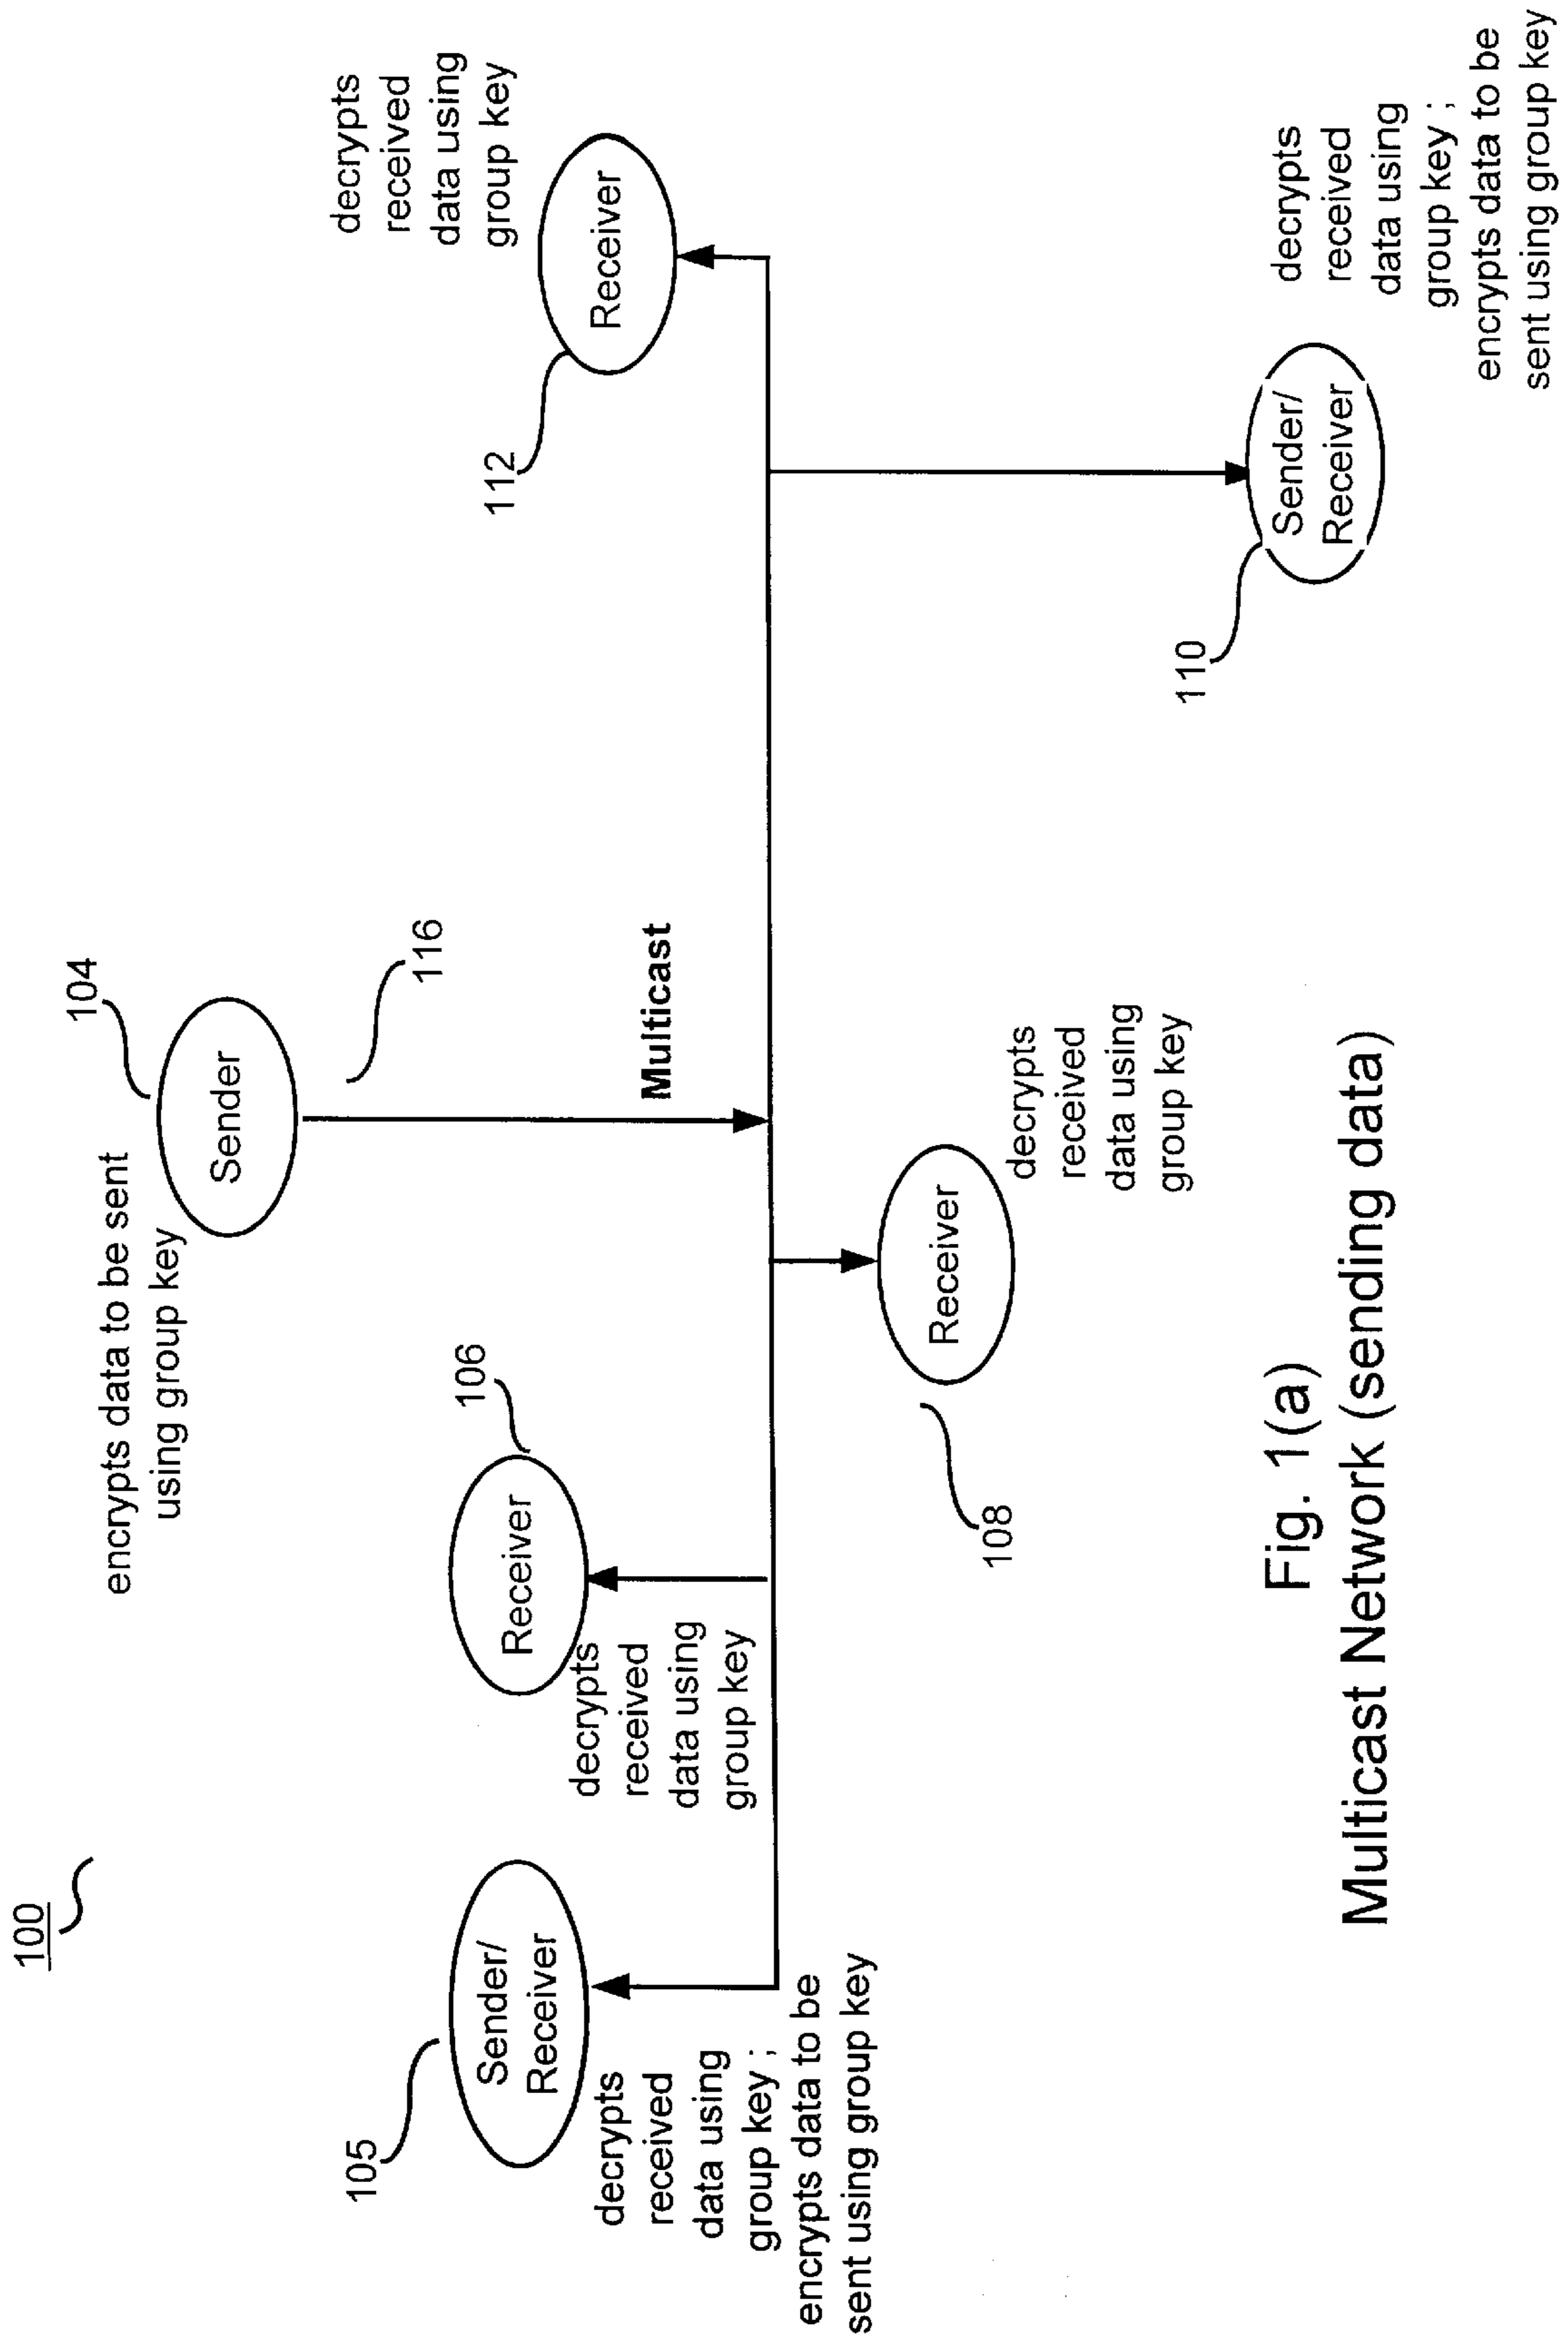 100
105
Sender/
Receiver
decrypts
received
data using
group key ;
encrypts data to be
sent using group key
106
Receiver
decrypts
received
data using
group key
encrypts data to be sent
using group key
104
Sender
116
Multicast
108
Receiver
decrypts
received
data using
group key
112
Receiver
decrypts
received
data using
group key
110
Sender/
Receiver
decrypts
received
data using
group key ;
encrypts data to be
sent using group key
Fig. 1(a)
Multicast Network (sending data)